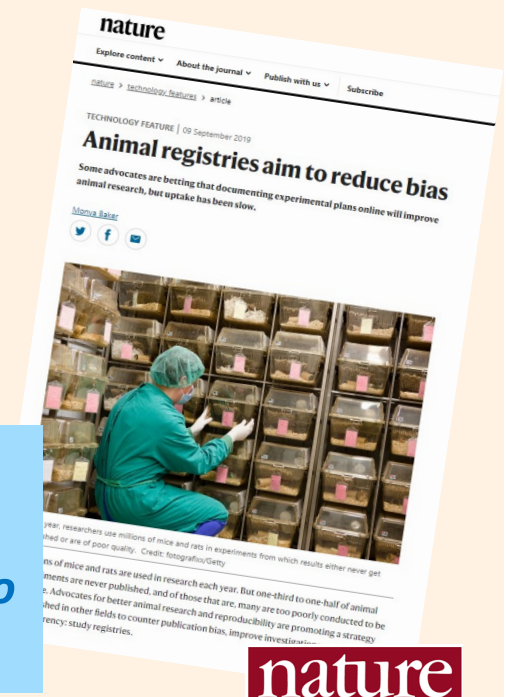 nature
Explore content About the journal Publish with us Subscribe
nature > technology features > article
TECHNOLOGY FEATURE | 09 September 2019
Animal registries aim to reduce bias
Some advocates are betting that documenting experimental plans online will improve
animal research, but uptake has been slow.
Monya Baker
year, researchers use millions of mice and rats in experiments from which results either never get
hed or are of poor quality. Credit: fotografixx/Getty
ns of mice and rats are used in research each year. But one-third to one-half of animal
ments are never published, and of those that are, many are too poorly conducted to be
e. Advocates for better animal research and reproducibility are promoting a strategy
shed in other fields to counter publication bias, improve investigatio
rency: study registries.
nature